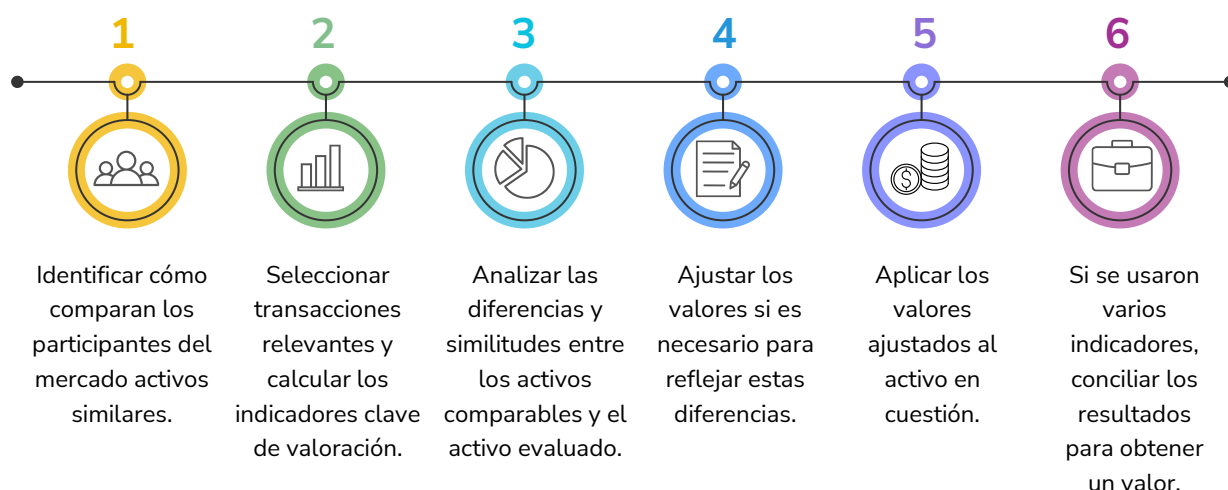 1
2
3
4
5
6
$
Identificar cómo
comparan los
participantes del
mercado activos
similares.
Seleccionar
transacciones
relevantes y
calcular los
indicadores clave
de valoración.
Analizar las
diferencias y
similitudes entre
los activos
comparables y el
activo evaluado.
Ajustar los
valores si es
necesario para
reflejar estas
diferencias.
Aplicar los
valores
ajustados al
activo en
cuestión.
Si se usaron
varios
indicadores,
conciliar los
resultados
para obtener
un valor.